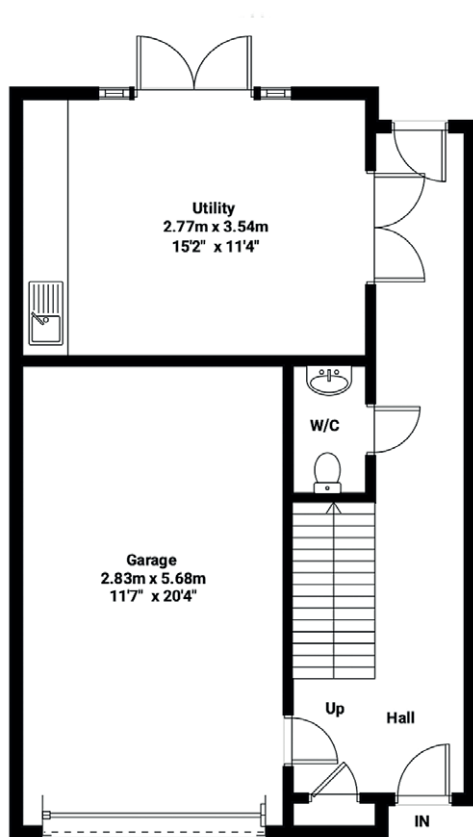 Utility
2.77m x 3.54m
15'2" x 11'4"
W/C
Garage
2.83m x 5.68m
11'7" x 20'4"
Up
Hall
IN